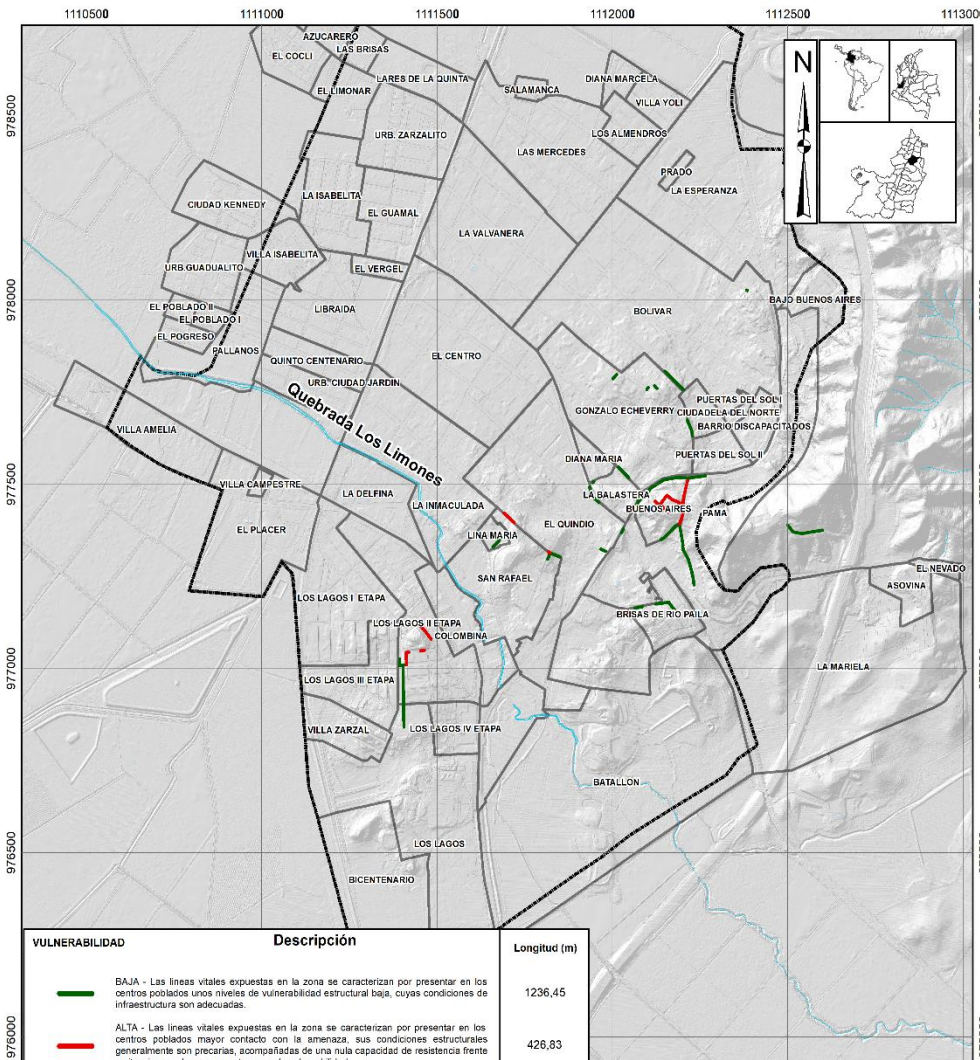 1110500
1111000
1111500
1112000
1112500
1113000
AZUCARERO
LAS BRISAS
EL COCLI
LARES DE LA QUINTA
EL LIMONAR
SALAMANCA
DIANA MARCELA
VILLA YOLI
N
978500
URB. ZARZALITO
LOS ALMENDROS
LAS MERCEDES
PRADO
LA ESPERANZA
LA ISABELITA
CIUDAD KENNEDY
EL GUAMAL
LA VALVANERA
VILLA ISABELITA
URB.GUADUALITO
EL VERGEL
978000
EL POBLADO II
EL POBLADO I
LIBRAIDA
BAJO BUENOS AIRES
BOLIVAR
EL POGRESO
PALLANOS
QUINTO CENTENARIO
EL CENTRO
URB. CIUDAD JARDIN
Quebrada Los Limones
PUERTAS DEL SOL I
GONZALO ECHEVERRY
CIUDADELA DEL NORTE
BARRIO DISCAPACITADOS
VILLA AMELIA
DIANA MARIA
PUERTAS DEL SOL II
977500
VILLA CAMPESTRE
LA DELFINA
LA BALASTERA
LA INMACULADA
BUENOS AIRES
PAMA
EL PLACER
EL QUINDIO
LINA MARIA
SAN RAFAEL
EL NEVADO
ASOVINA
LOS LAGOS I ETAPA
BRISAS DE RIO PAILA
LOS LAGOS II ETAPA
COLOMBINA
977000
LA MARIELA
LOS LAGOS III ETAPA
VILLA ZARZAL
LOS LAGOS IV ETAPA
BATALLON
976500
LOS LAGOS
BICENTENARIO
VULNERABILIDAD
Descripción
Longitud (m)
BAJA - Las lineas vitales expuestas en la zona se caracterizan por presentar en los
centros poblados unos niveles de vulnerabilidad estructural baja, cuyas condiciones de
infraestructura son adecuadas.
1236,45
ALTA - Las lineas vitales expuestas en la zona se caracterizan por presentar en los
centros poblados mayor contacto con la amenaza, sus condiciones estructurales
generalmente son precarias, acompañadas de una nula capacidad de resistencia frente
426,83
976000